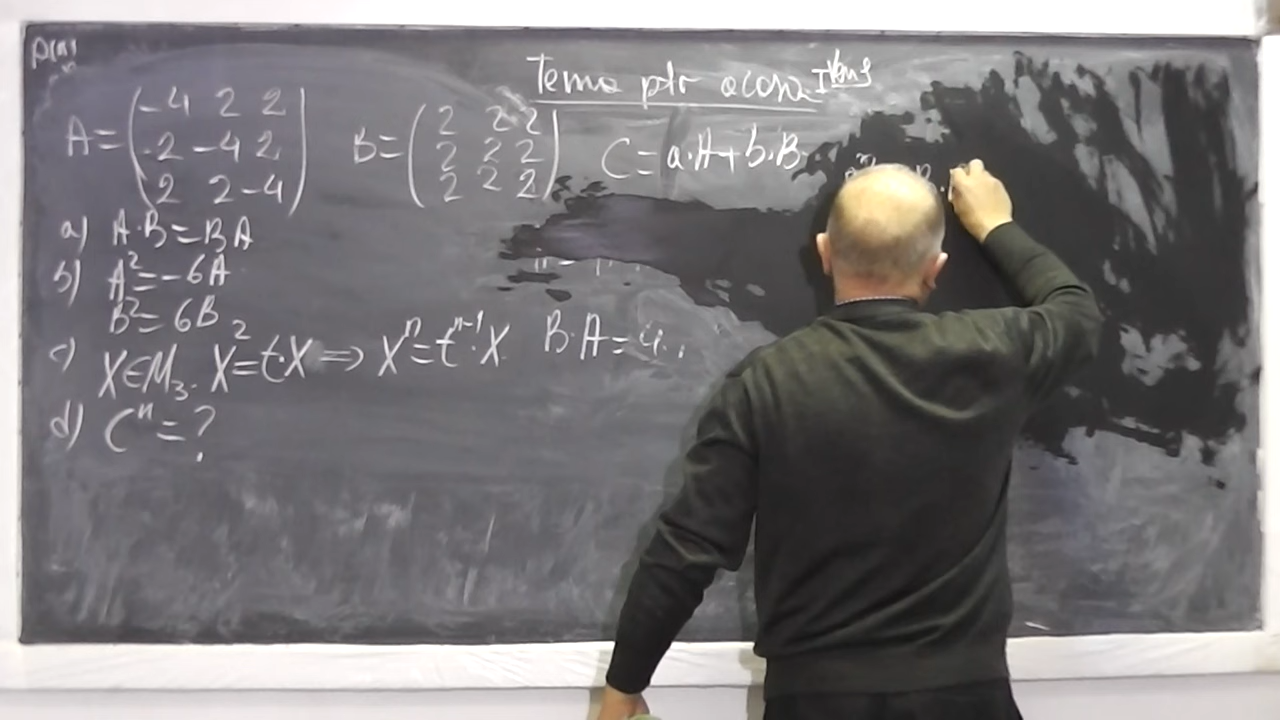 P(n)
Tema ptr acasa
A = ( -4 2 2
2 -4 2
2 2 -4 )
B = ( 2 2 2
2 2 2
2 2 2 )
C = a·A + b·B
a) A·B = BA
b) A² = -6A
B² = 6B
c) X∈M₃. X² = t·X ⇒ Xⁿ = tⁿ⁻¹·X
B·A =
d) Cⁿ = ?